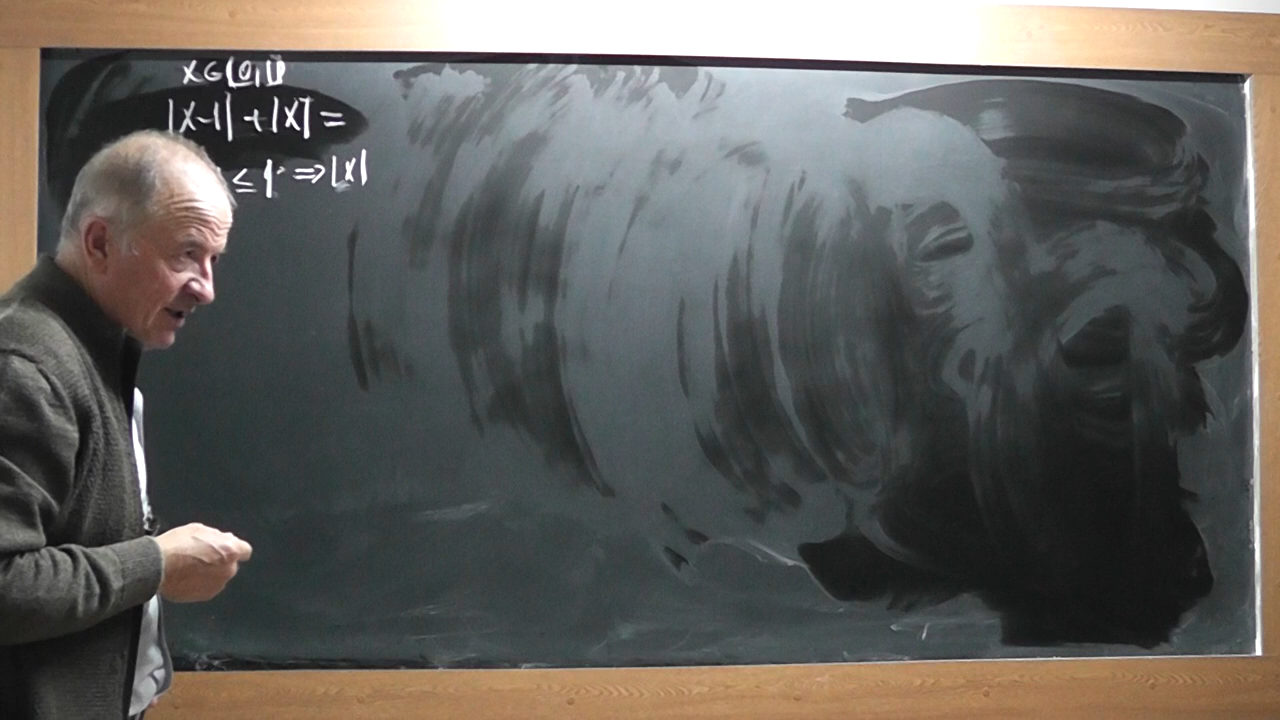 x∈[0,1]
|x-1| + |x| =
≤ 1 ⇒ |x|